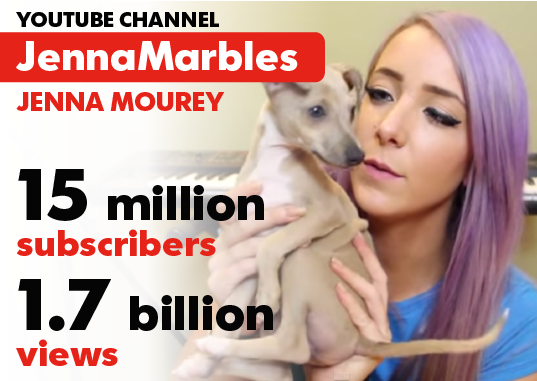 YOUTUBE CHANNEL
JennaMarbles
JENNA MOUREY
15 million
subscribers
1.7 billion
views